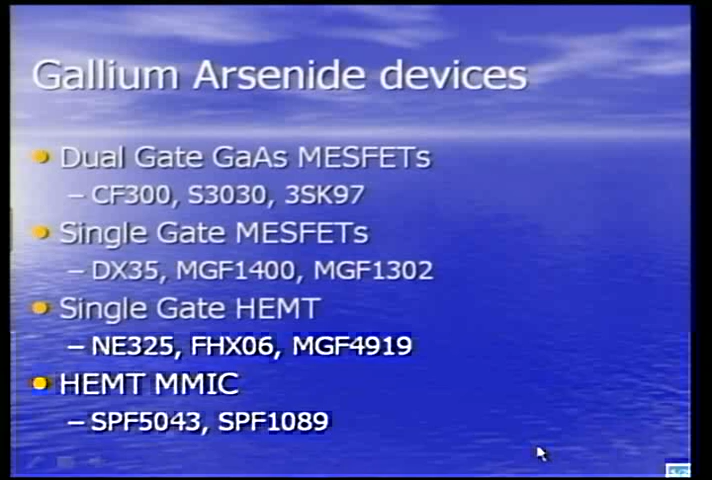 Gallium Arsenide devices
Dual Gate GaAs MESFETs
– CF300, S3030, 3SK97
Single Gate MESFETs
– DX35, MGF1400, MGF1302
Single Gate HEMT
– NE325, FHX06, MGF4919
HEMT MMIC
– SPF5043, SPF1089